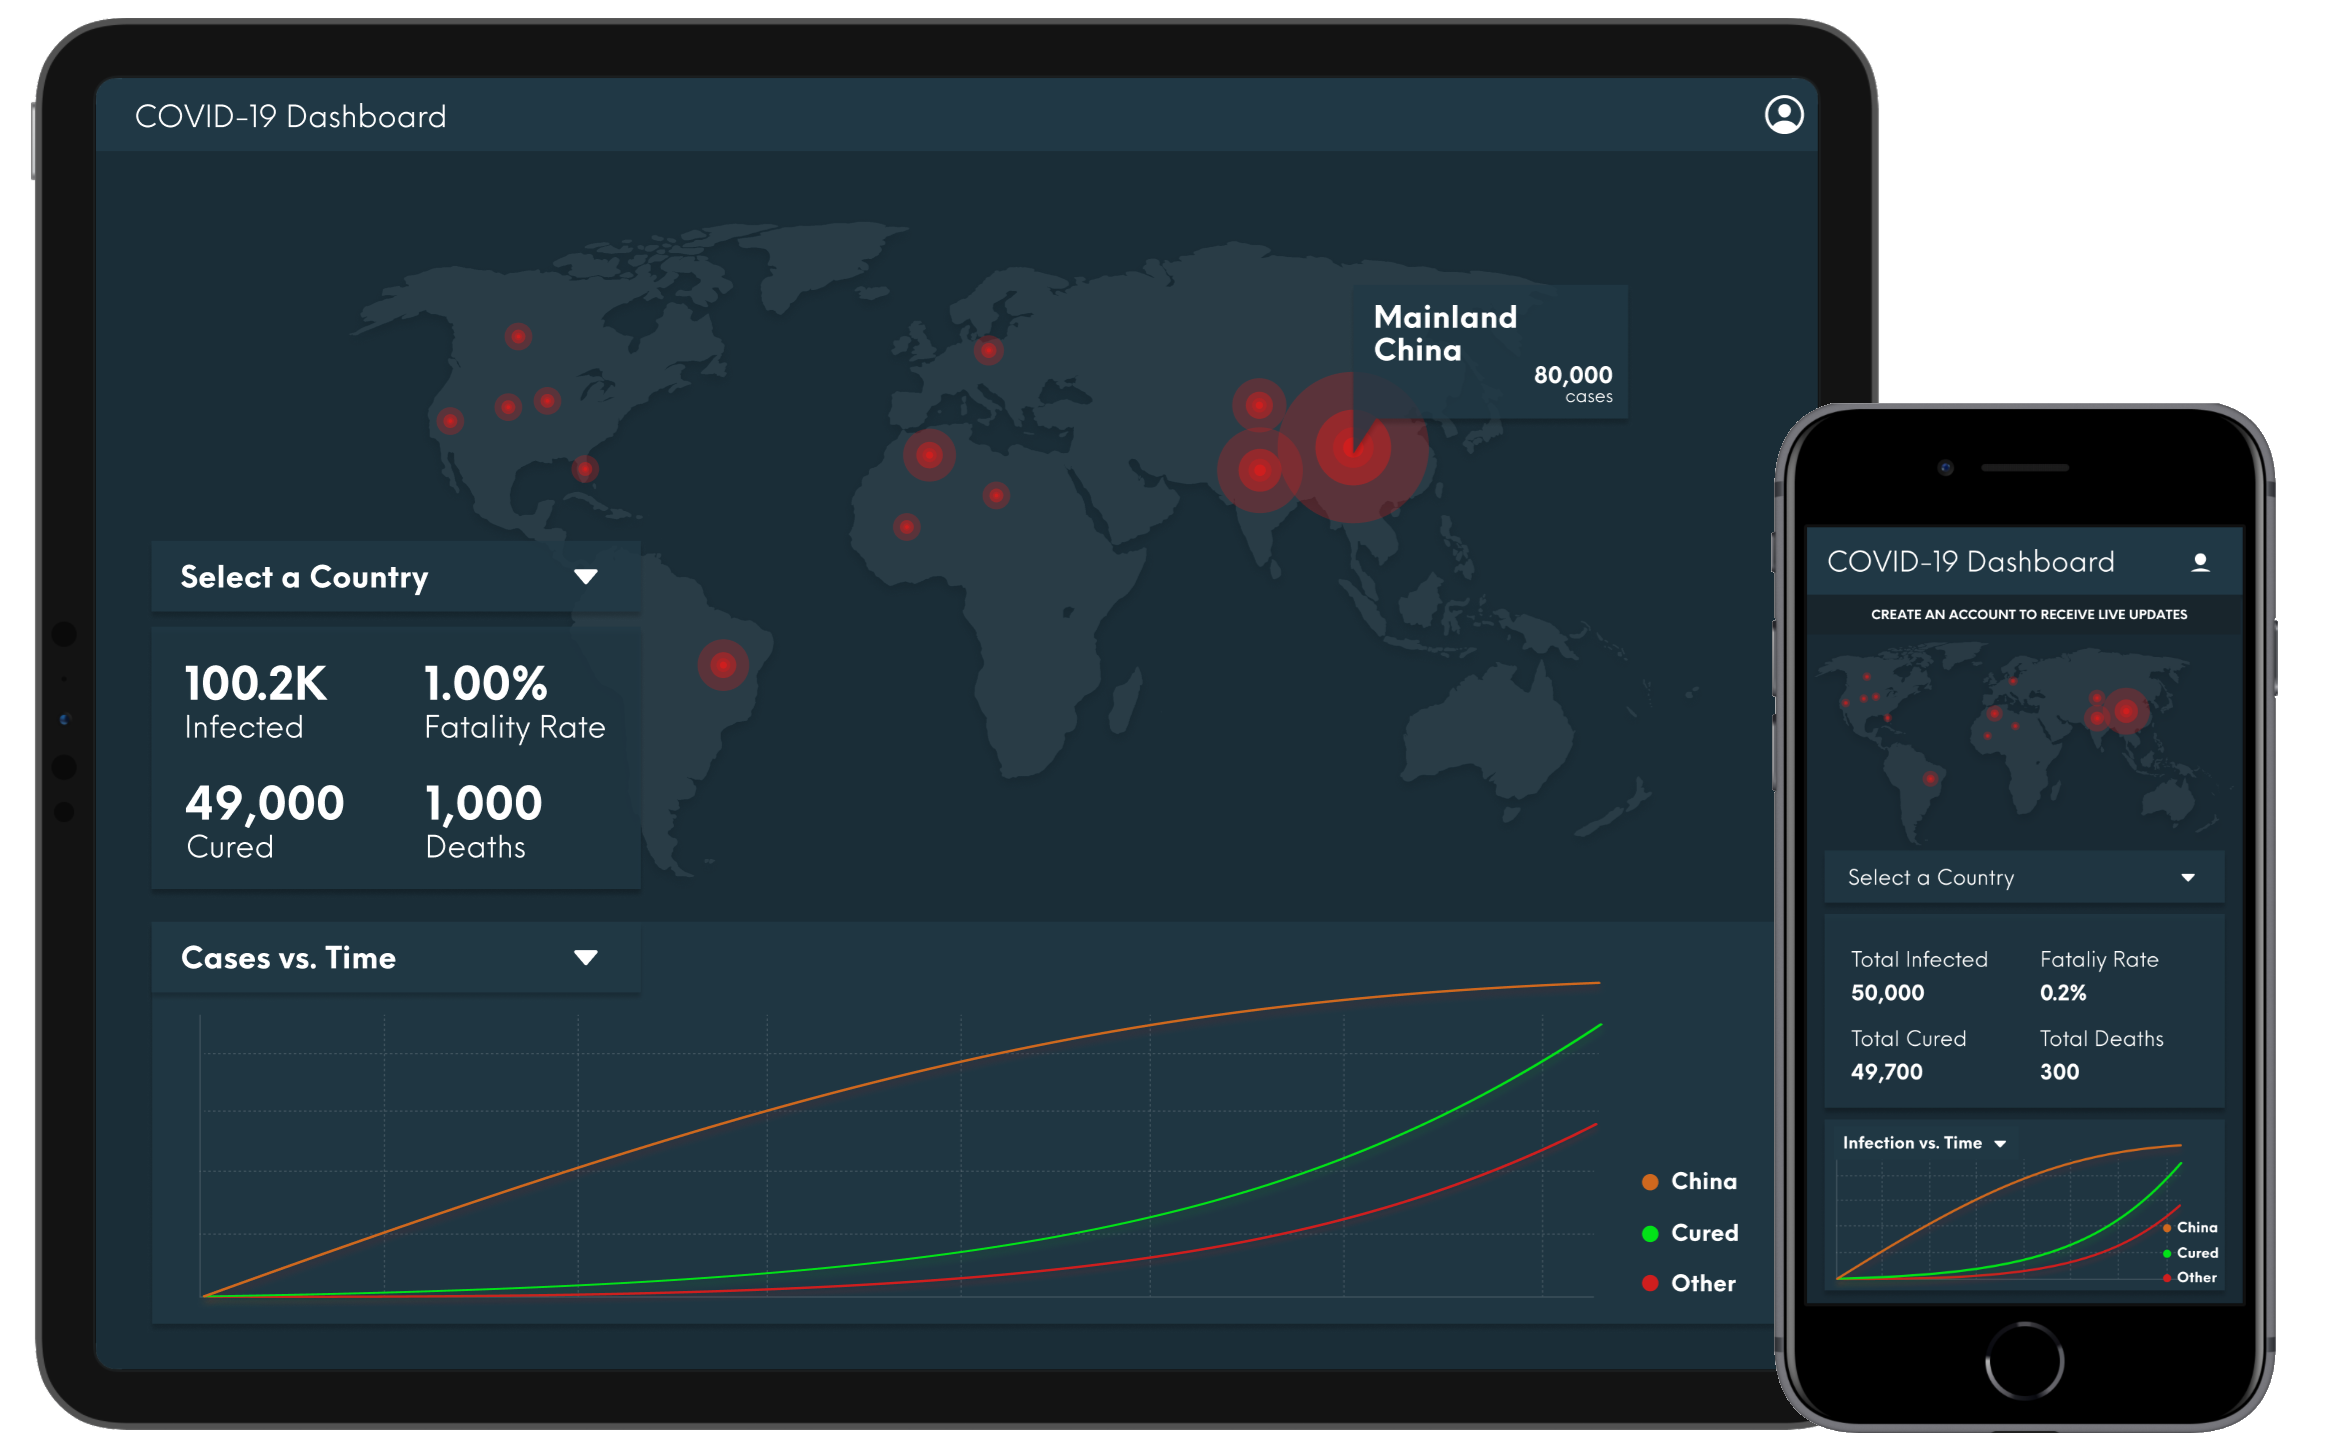 COVID-19 Dashboard
Mainland
China
80,000
cases
Select a Country
100.2K
Infected
1.00%
Fatality Rate
49,000
Cured
1,000
Deaths
Cases vs. Time
China
Cured
Other
COVID-19 Dashboard
CREATE AN ACCOUNT TO RECEIVE LIVE UPDATES
Select a Country
Total Infected
50,000
Fataliy Rate
0.2%
Total Cured
49,700
Total Deaths
300
Infection vs. Time
China
Cured
Other